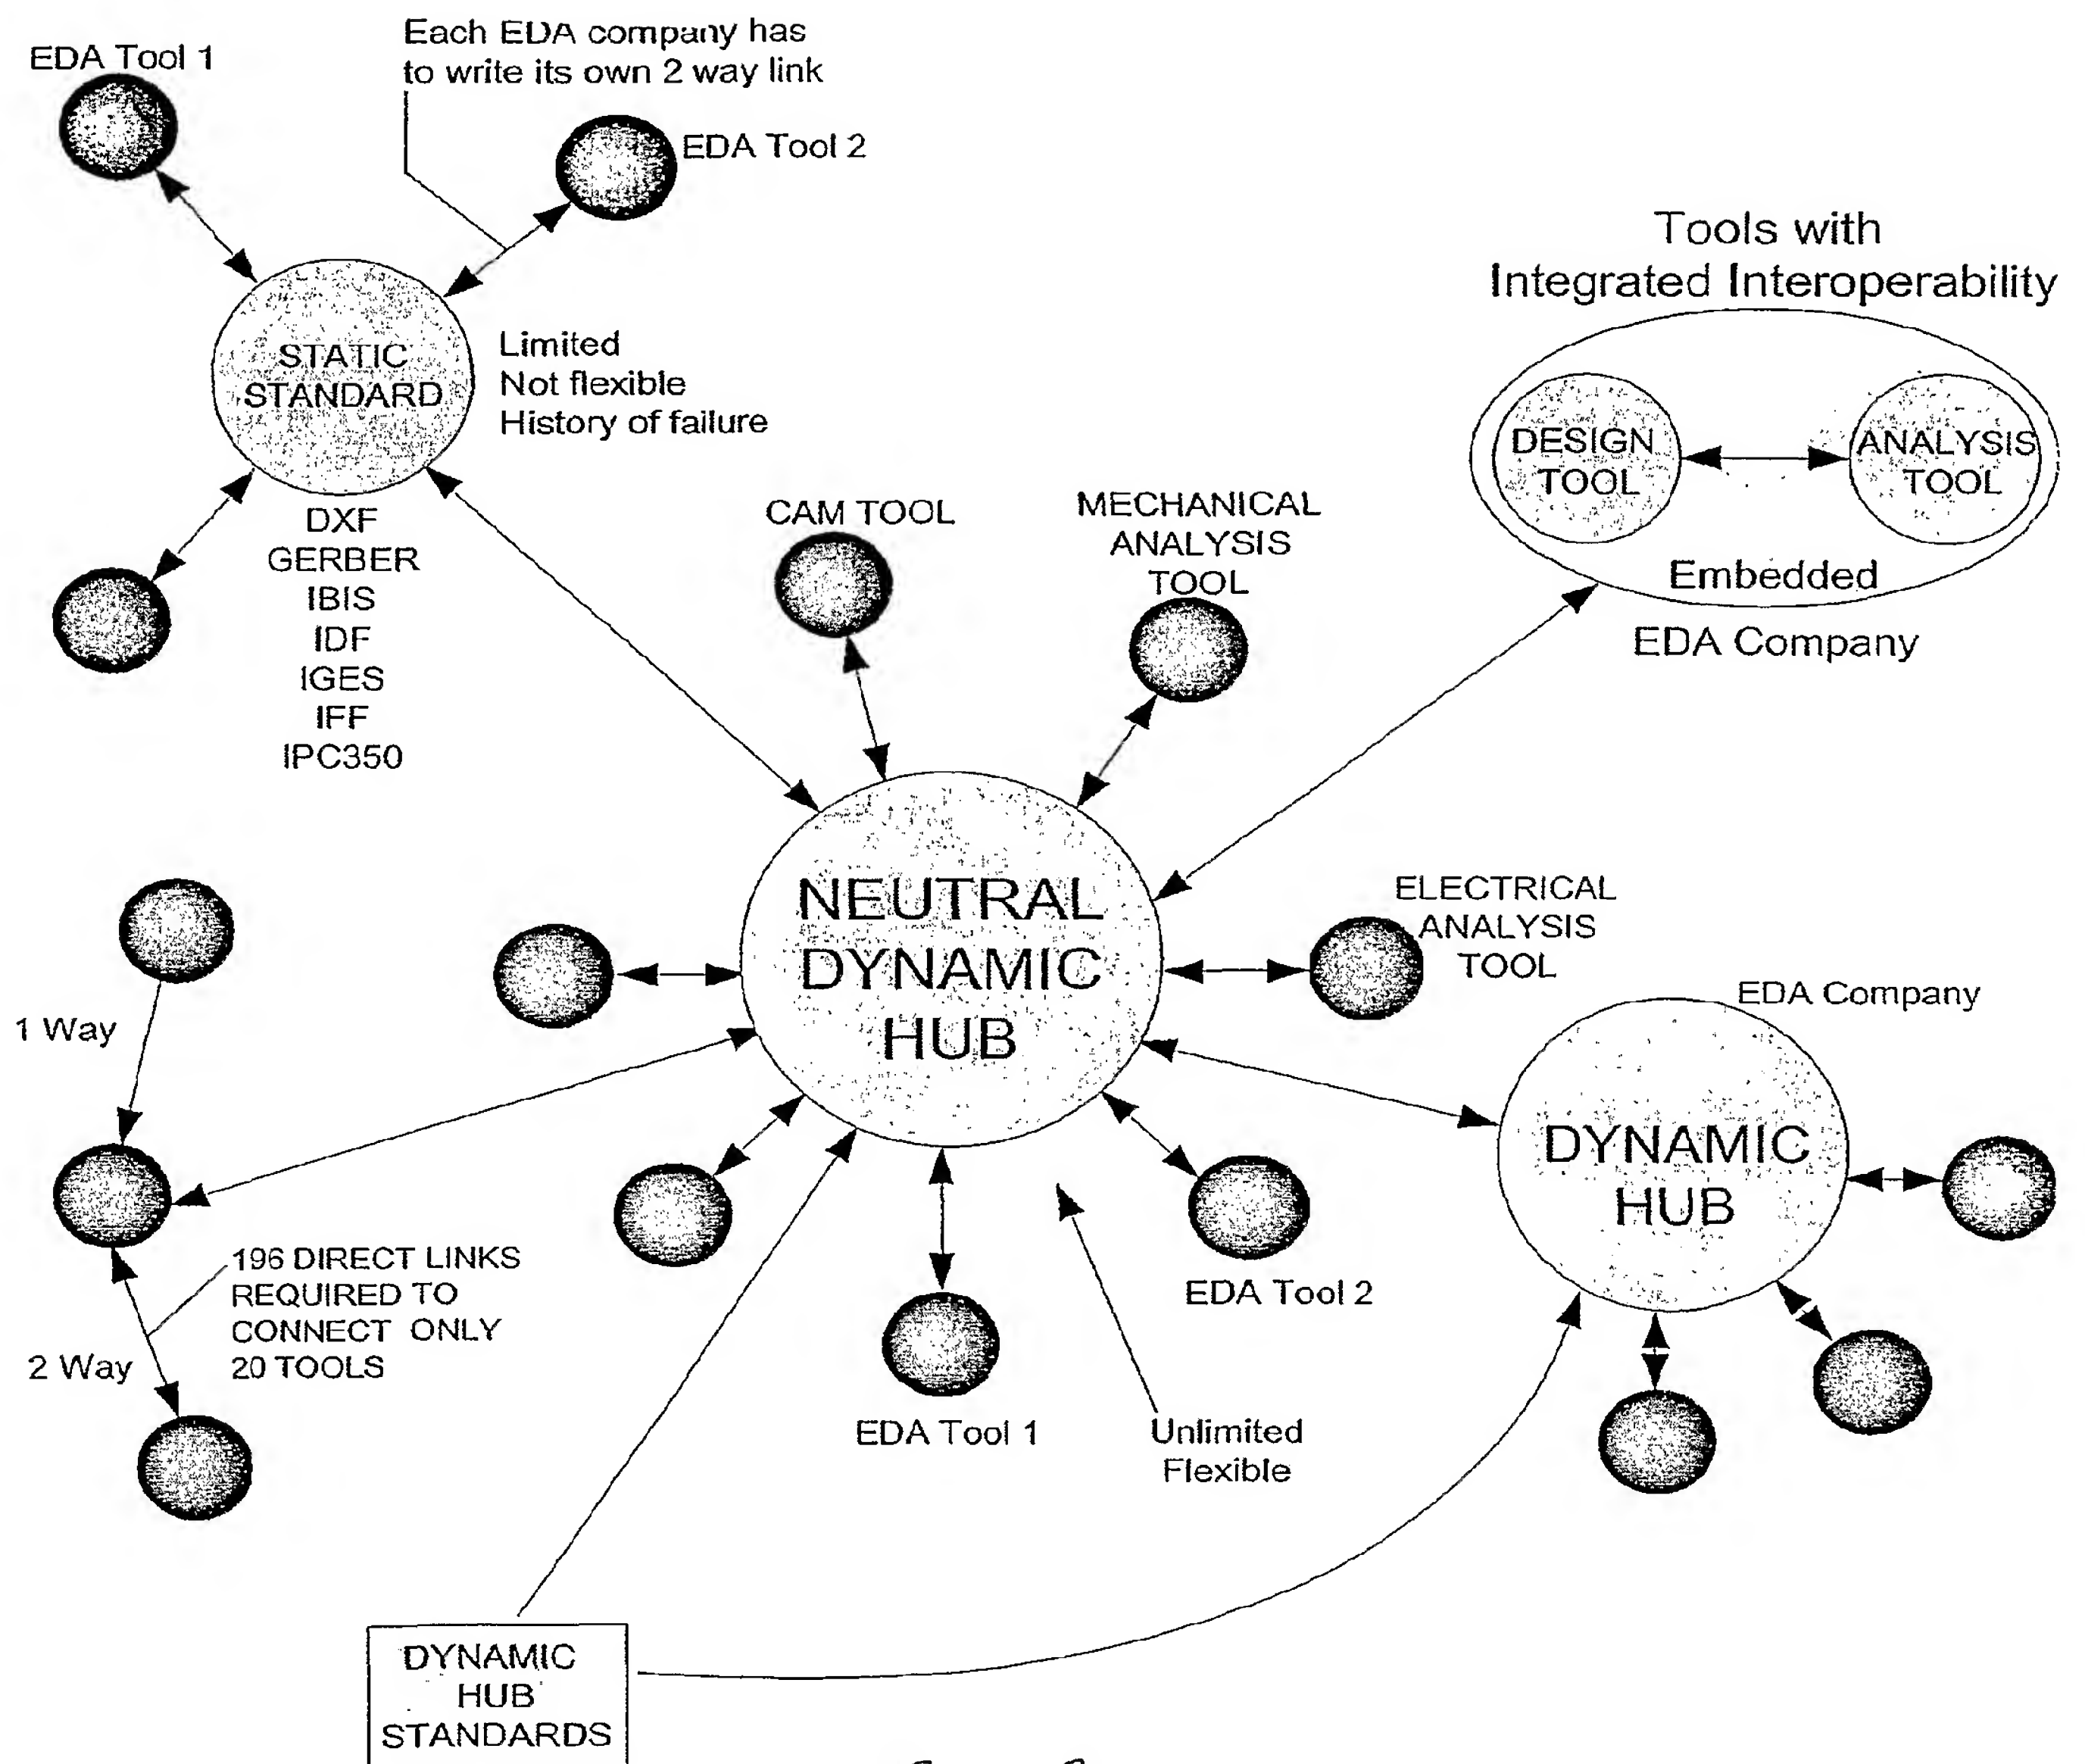 EDA Tool 1
Each EDA company has
to write its own 2 way link
EDA Tool 2
STATIC
STANDARD
Limited
Not flexible
History of failure
DXF
GERBER
IBIS
IDF
IGES
IFF
IPC350
Tools with
Integrated Interoperability
DESIGN
TOOL
ANALYSIS
TOOL
Embedded
EDA Company
CAM TOOL
MECHANICAL
ANALYSIS
TOOL
NEUTRAL
DYNAMIC
HUB
ELECTRICAL
ANALYSIS
TOOL
EDA Company
DYNAMIC
HUB
1 Way
196 DIRECT LINKS
REQUIRED TO
CONNECT ONLY
20 TOOLS
2 Way
EDA Tool 2
EDA Tool 1
Unlimited
Flexible
DYNAMIC
HUB
STANDARDS